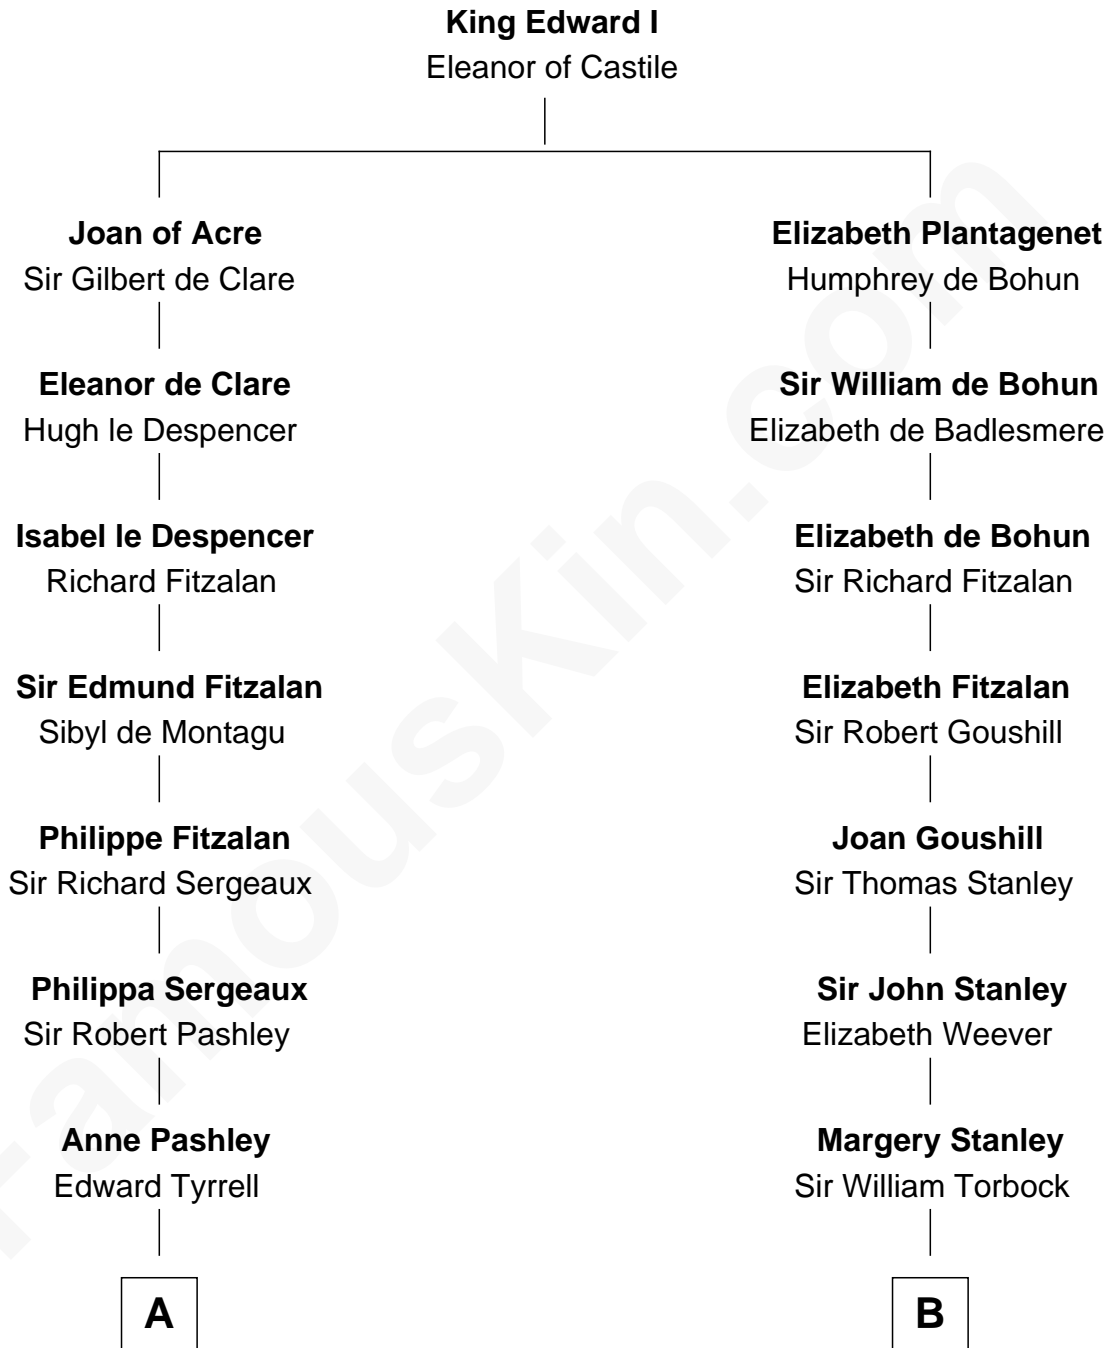 King Edward I
Eleanor of Castile
Joan of Acre
Sir Gilbert de Clare
Eleanor de Clare
Hugh le Despencer
Isabel le Despencer
Richard Fitzalan
Sir Edmund Fitzalan
Sibyl de Montagu
Philippe Fitzalan
Sir Richard Sergeaux
Philippa Sergeaux
Sir Robert Pashley
Anne Pashley
Edward Tyrrell
A
Elizabeth Plantagenet
Humphrey de Bohun
Sir William de Bohun
Elizabeth de Badlesmere
Elizabeth de Bohun
Sir Richard Fitzalan
Elizabeth Fitzalan
Sir Robert Goushill
Joan Goushill
Sir Thomas Stanley
Sir John Stanley
Elizabeth Weever
Margery Stanley
Sir William Torbock
B
FamousKin.com